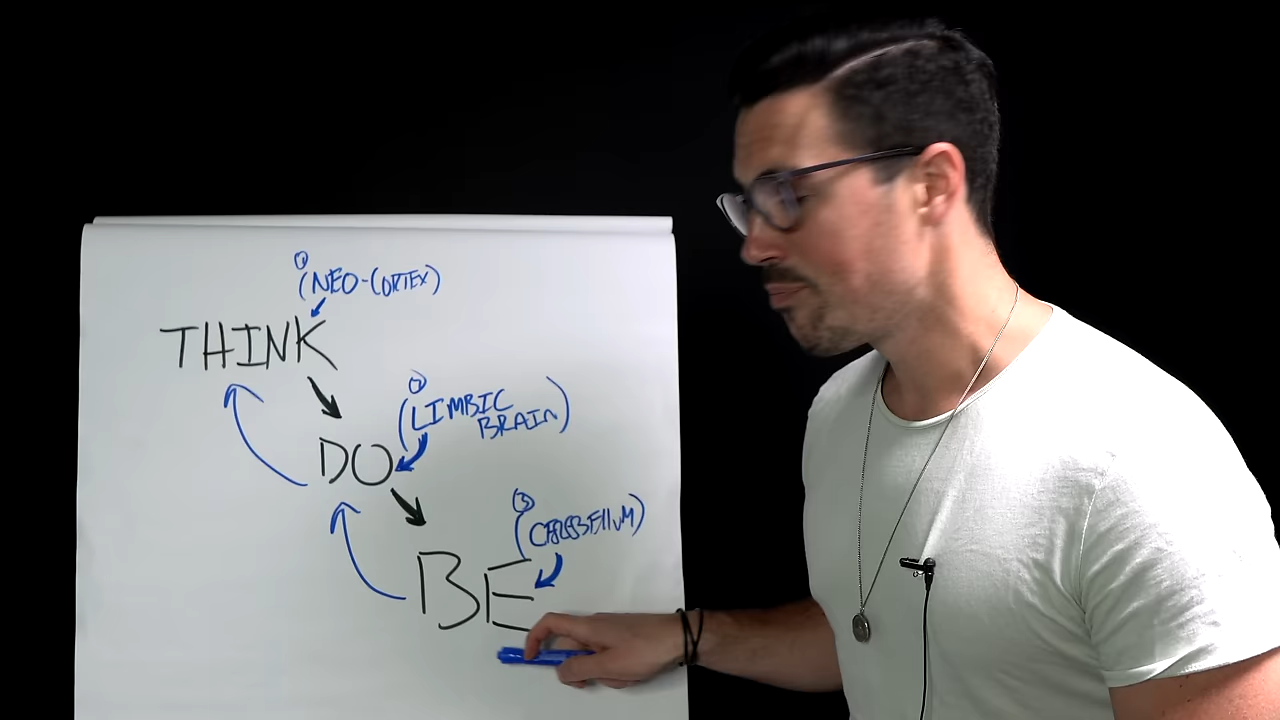 1
(NEO-CORTEX)
THINK
2
(LIMBIC
BRAIN)
DO
3
(CEREBEllUM)
BE